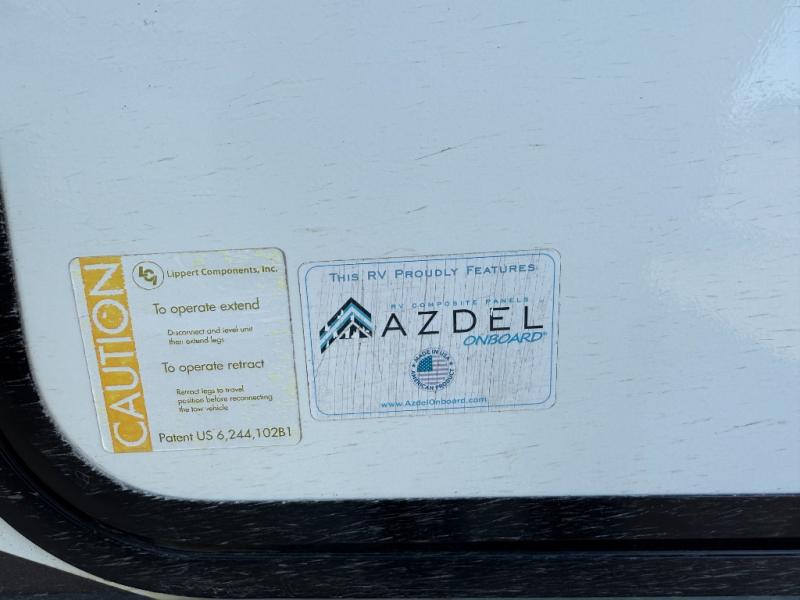 CAUTION
LCI Lippert Components, Inc.
To operate extend
Disconnect and level unit
then extend legs
To operate retract
Retract legs to travel
position before reconnecting
the tow vehicle
Patent US 6,244,102B1
THIS RV PROUDLY FEATURES
RV COMPOSITE PANELS
AZDEL
ONBOARD®
MADE IN USA
AMERICAN PRODUCT
www.AzdelOnboard.com